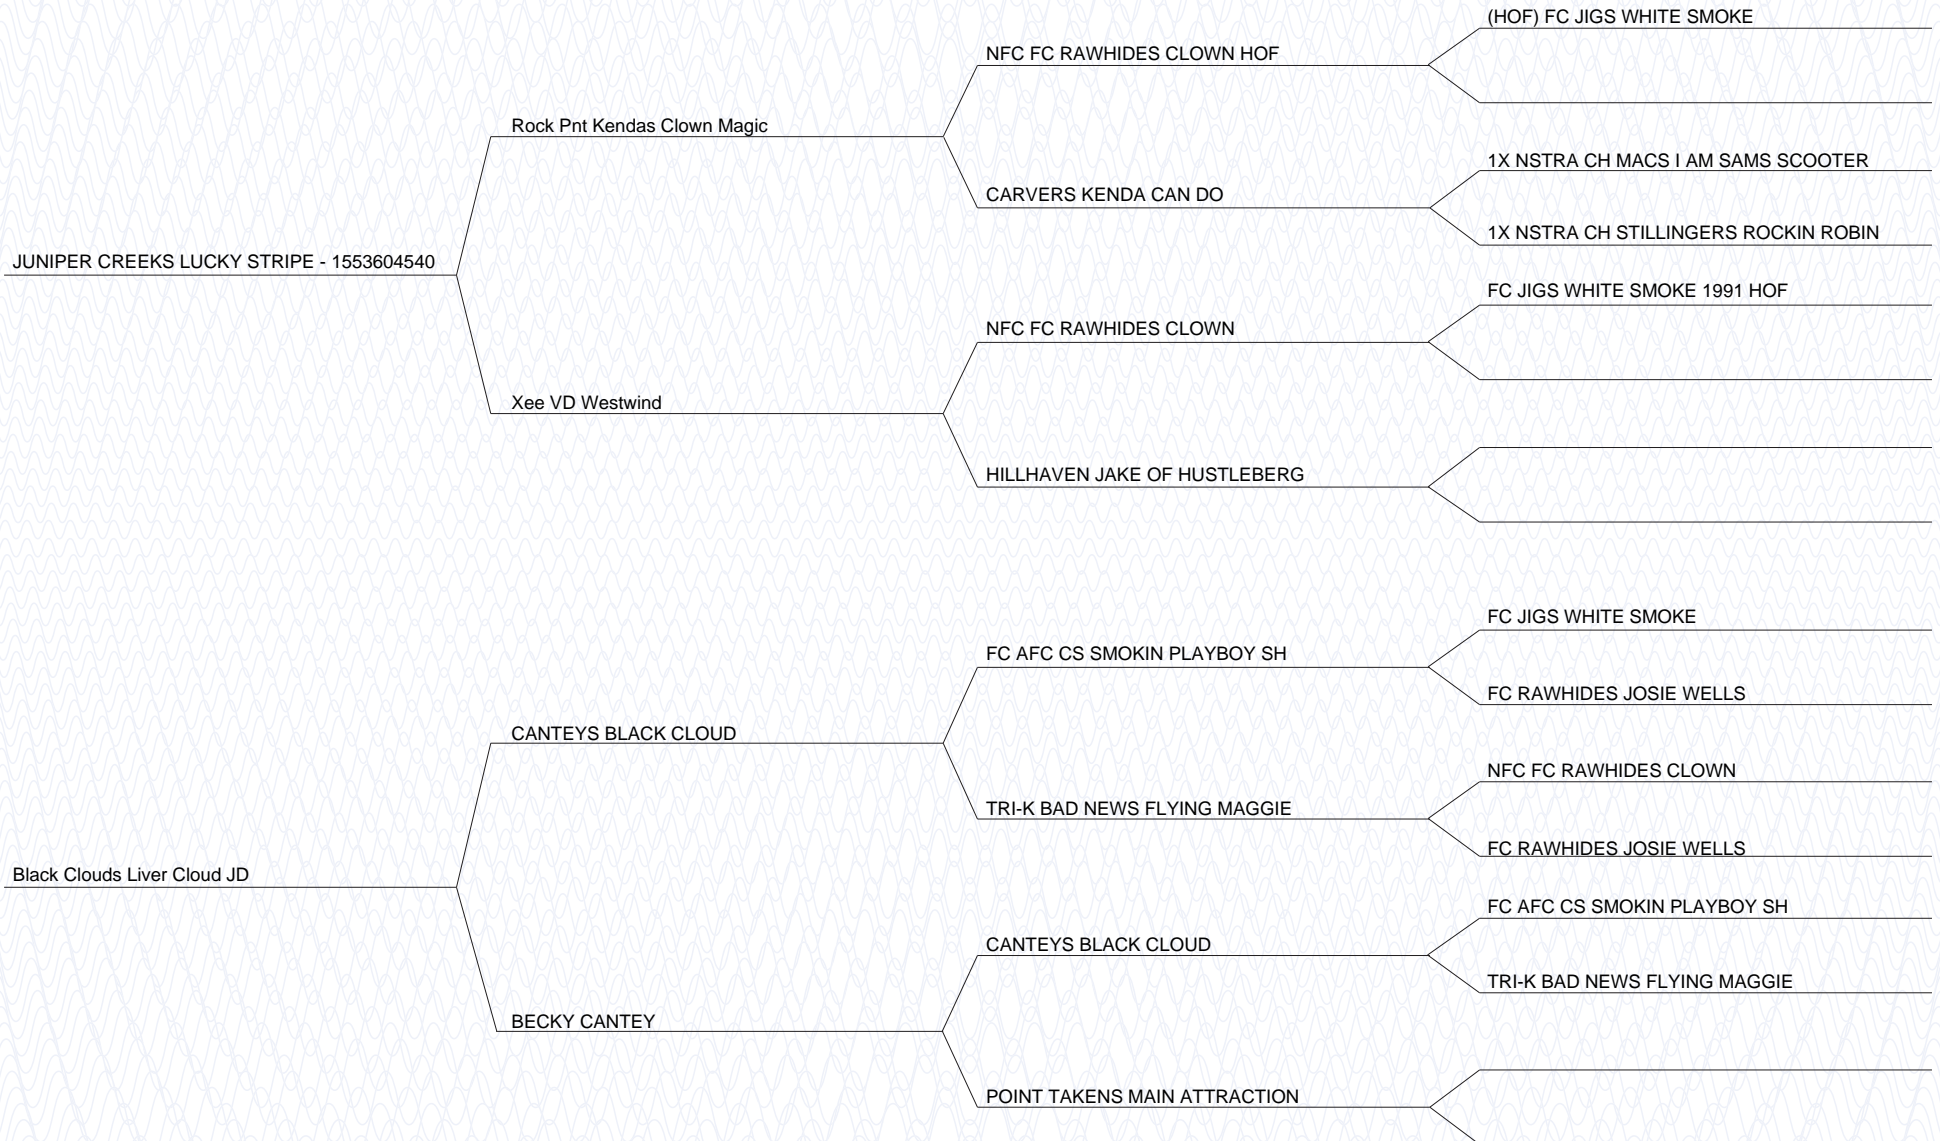 (HOF) FC JIGS WHITE SMOKE
NFC FC RAWHIDES CLOWN HOF
Rock Pnt Kendas Clown Magic
1X NSTRA CH MACS I AM SAMS SCOOTER
CARVERS KENDA CAN DO
1X NSTRA CH STILLINGERS ROCKIN ROBIN
JUNIPER CREEKS LUCKY STRIPE - 1553604540
FC JIGS WHITE SMOKE 1991 HOF
NFC FC RAWHIDES CLOWN
Xee VD Westwind
HILLHAVEN JAKE OF HUSTLEBERG
FC JIGS WHITE SMOKE
FC AFC CS SMOKIN PLAYBOY SH
FC RAWHIDES JOSIE WELLS
CANTEYS BLACK CLOUD
NFC FC RAWHIDES CLOWN
TRI-K BAD NEWS FLYING MAGGIE
FC RAWHIDES JOSIE WELLS
Black Clouds Liver Cloud JD
FC AFC CS SMOKIN PLAYBOY SH
CANTEYS BLACK CLOUD
TRI-K BAD NEWS FLYING MAGGIE
BECKY CANTEY
POINT TAKENS MAIN ATTRACTION